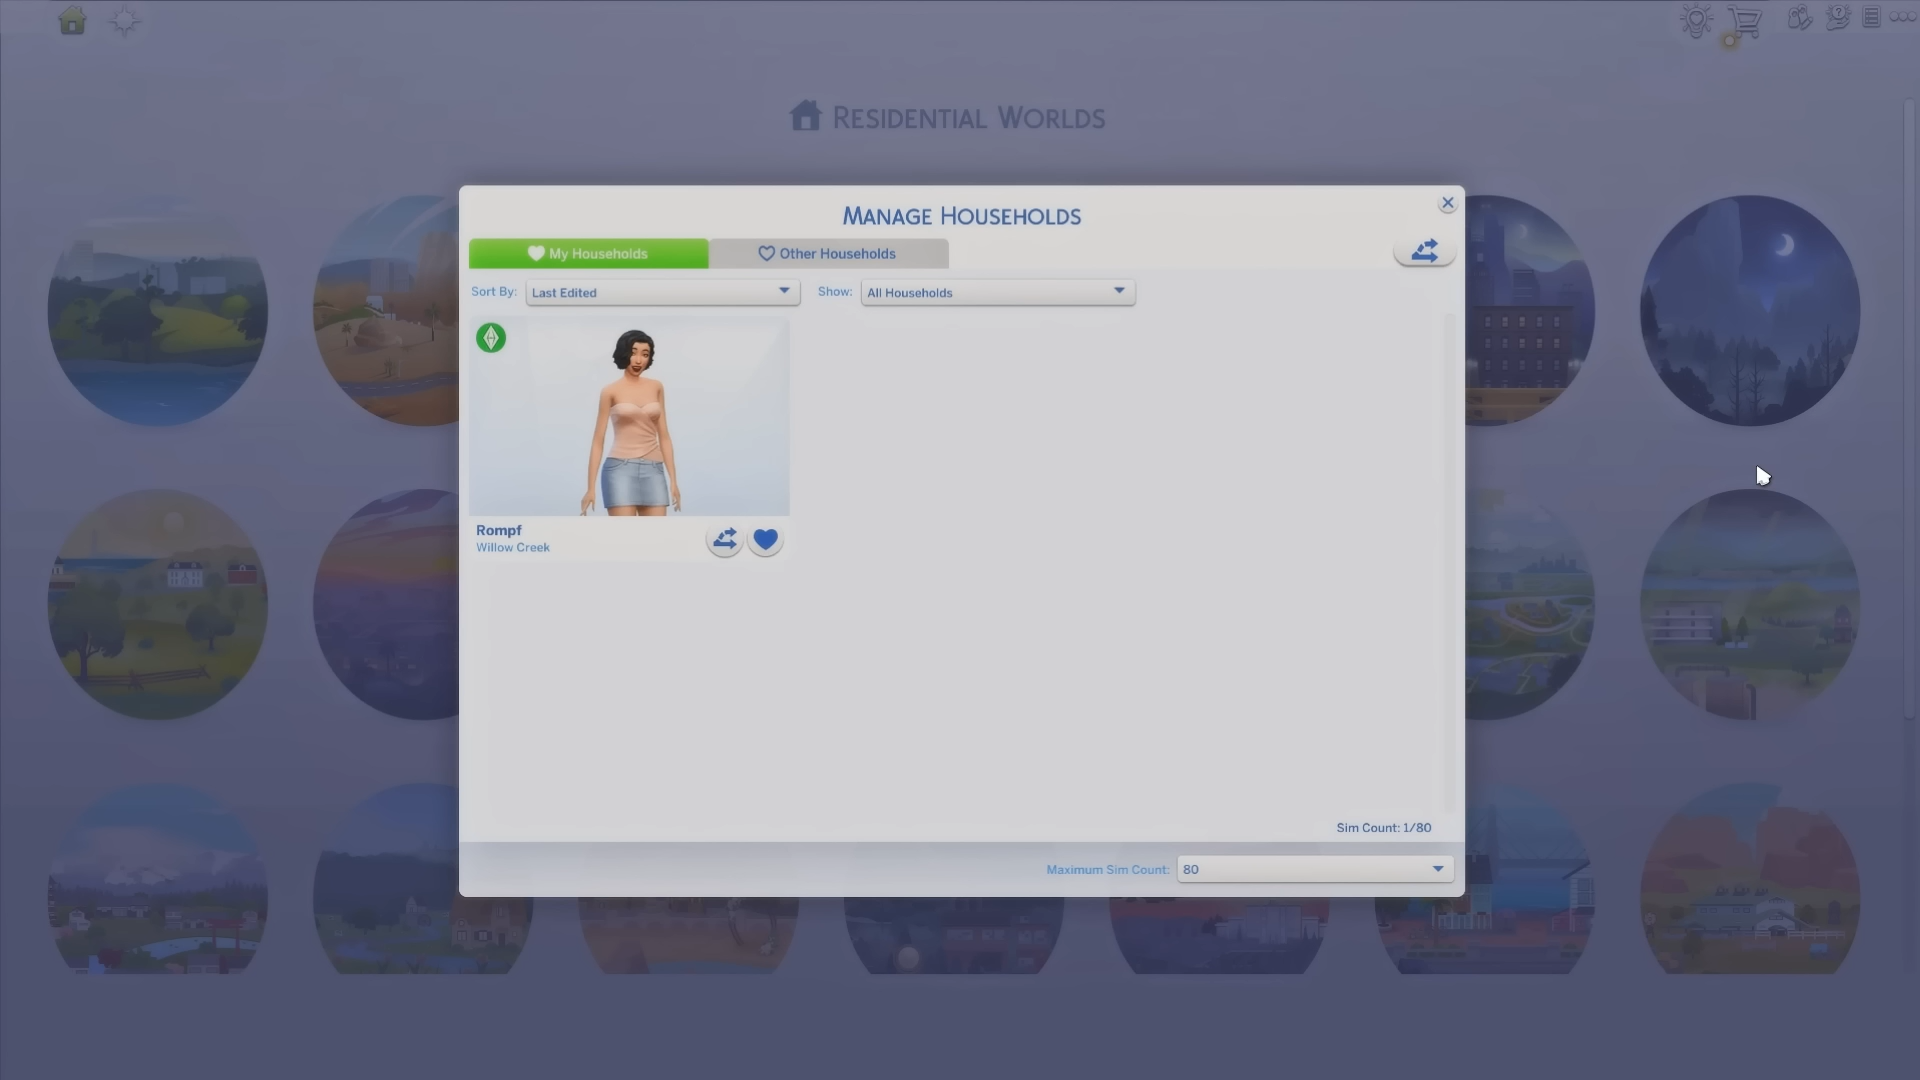 RESIDENTIAL WORLDS
MANAGE HOUSEHOLDS
My Households
Other Households
Sort By:
Last Edited
Show:
All Households
Rompf
Willow Creek
Sim Count: 1/80
Maximum Sim Count:
80